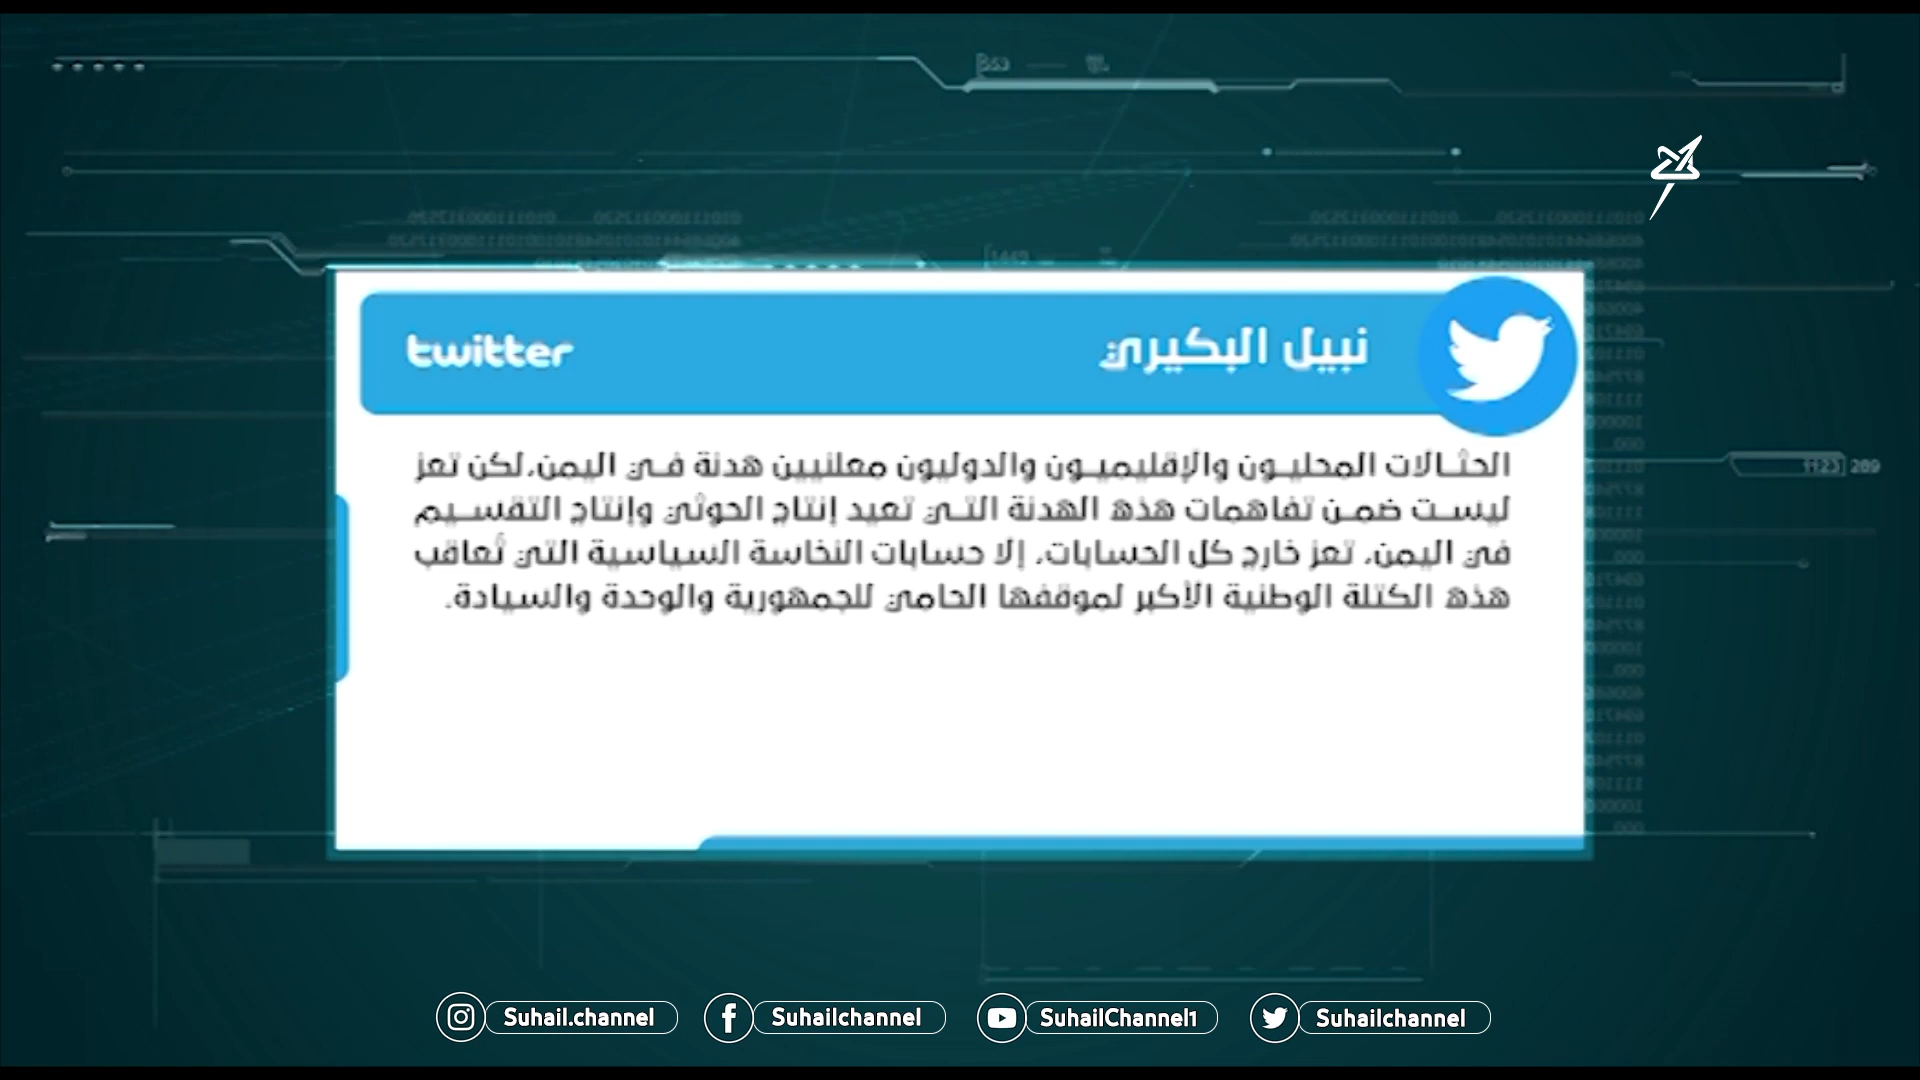 نبيل البكيري
twitter
الحثالات المحليون والإقليميون والدوليون معلنيين هدنة في اليمن،لكن تعز
ليست ضمن تفاهمات هذه الهدنة التي تعيد إنتاج الحوثي وإنتاج التقسيم
في اليمن، تعز خارج كل الحسابات، إلا حسابات النخاسة السياسية التي تُعاقب
هذه الكتلة الوطنية الأكبر لموقفها الحامي للجمهورية والوحدة والسيادة.
Suhail.channel
Suhailchannel
SuhailChannel1
Suhailchannel